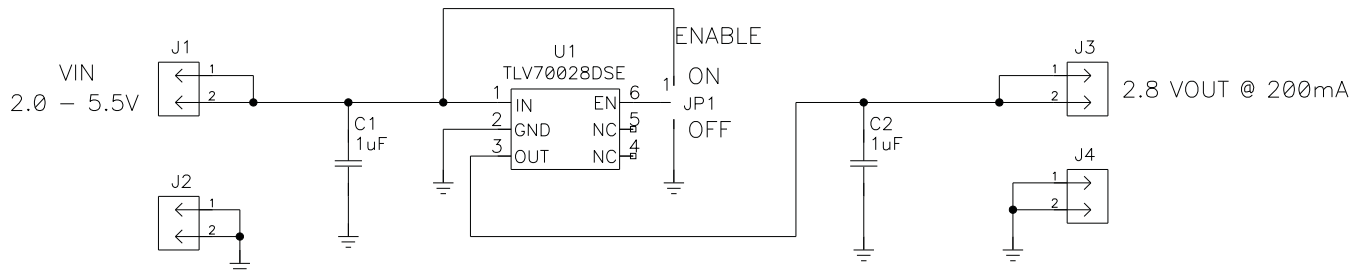 ENABLE
J1
U1
J3
VIN
TLV70028DSE
ON
1
1
1
2.0 – 5.5V
2
1
IN
EN
6
JP1
2
2.8 VOUT @ 200mA
C1
2
GND
NC
5
OFF
C2
1uF
3
OUT
NC
4
1uF
J4
J2
1
1
2
2